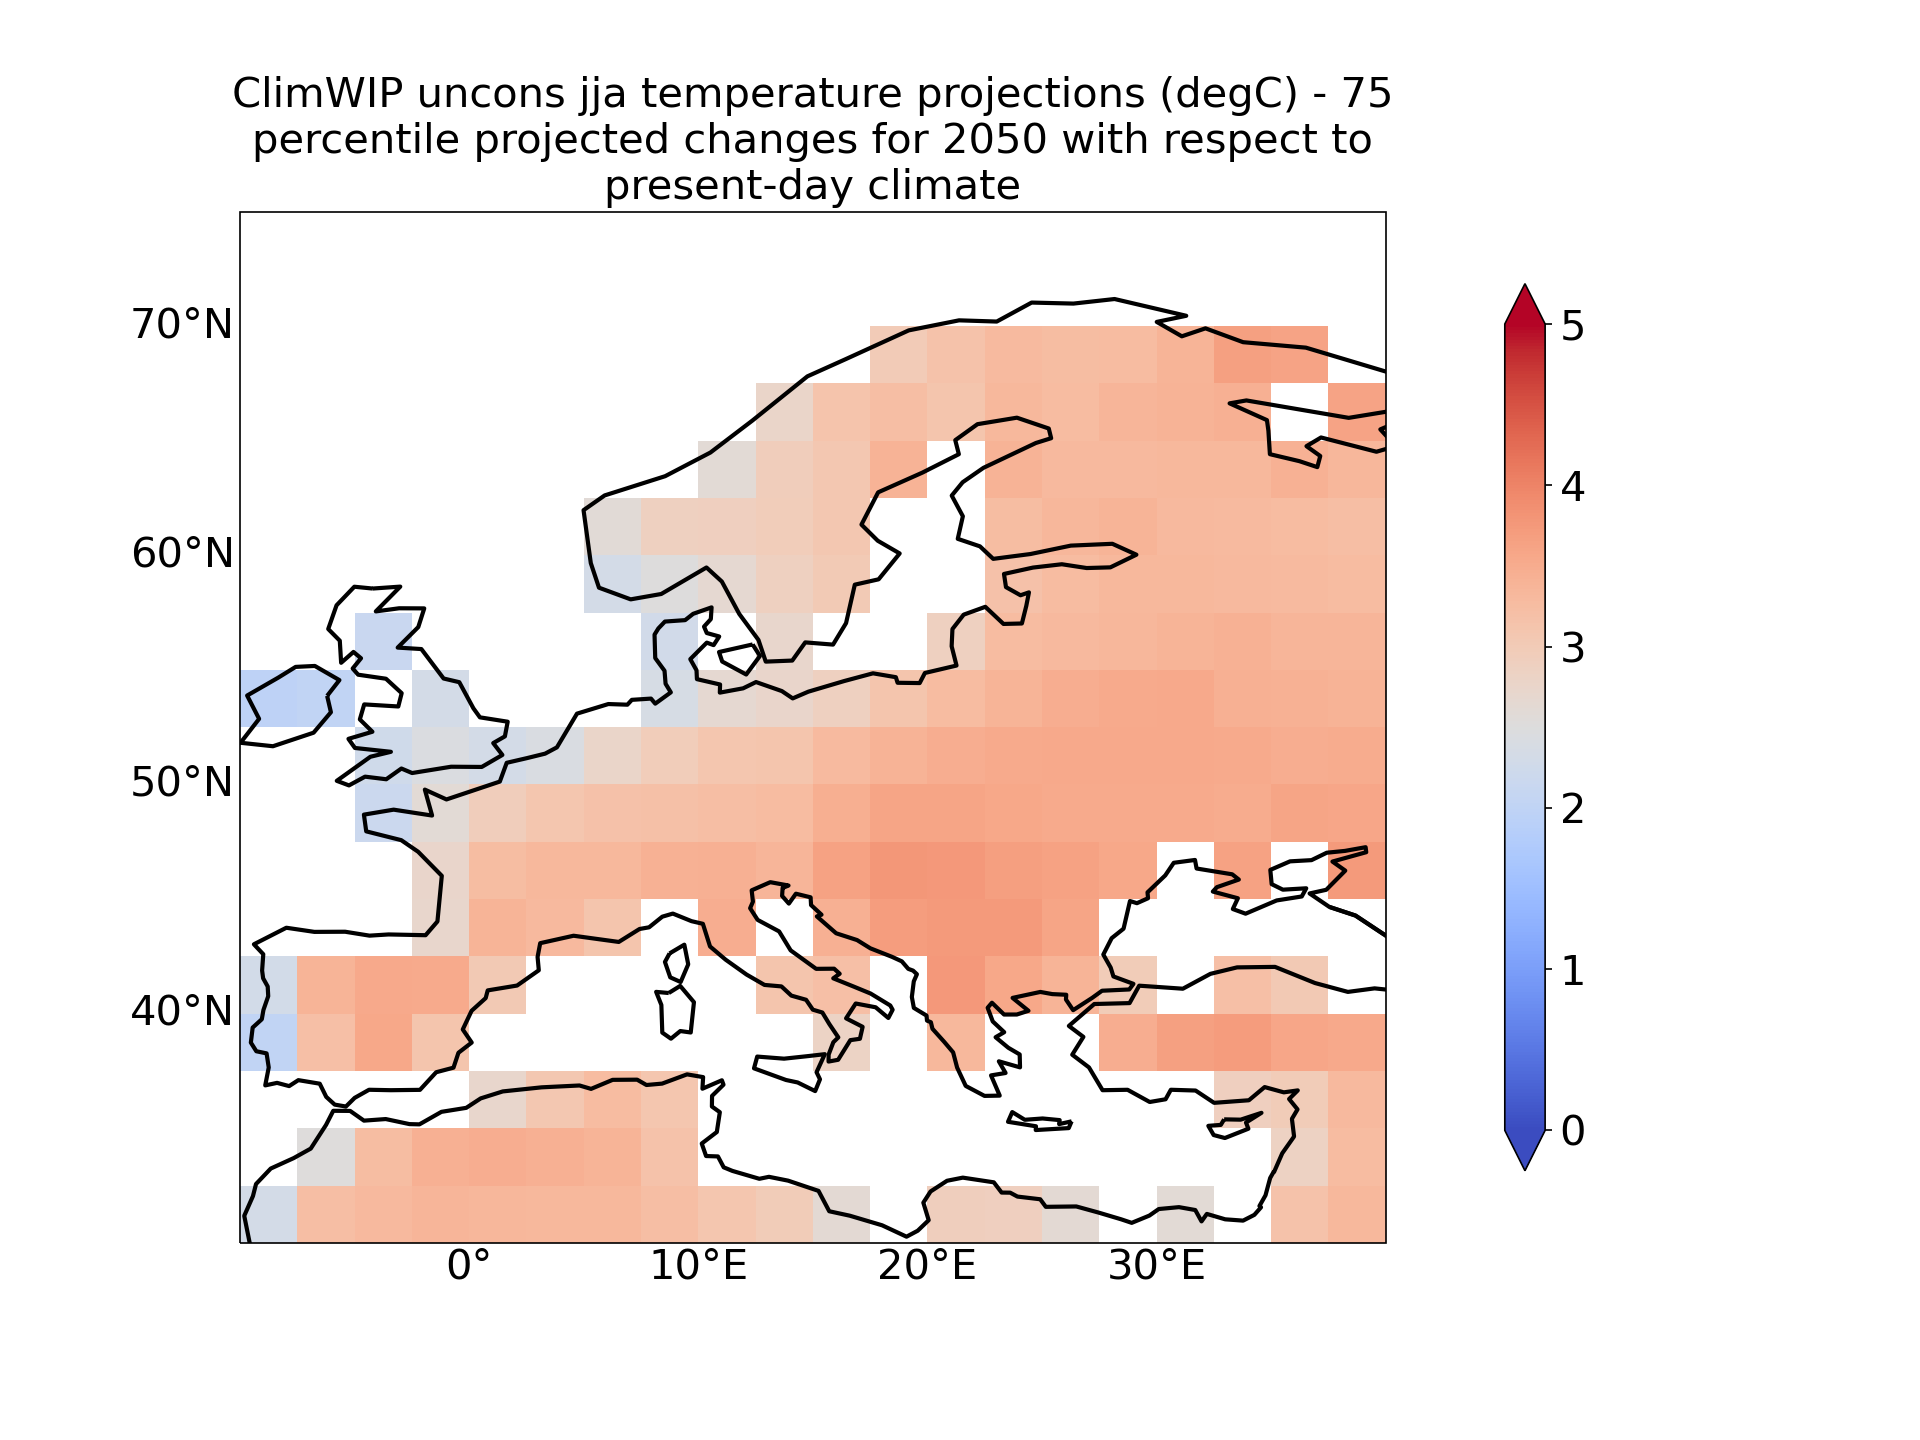 ClimWIP uncons jja temperature projections (degC) - 75
percentile projected changes for 2050 with respect to
present-day climate
70°N
60°N
50°N
40°N
0°
10°E
20°E
30°E
5
4
3
2
1
0